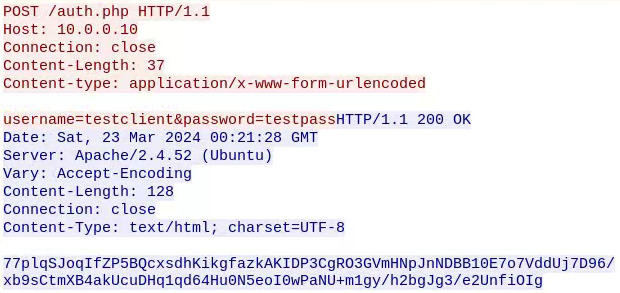 POST /auth.php HTTP/1.1
Host: 10.0.0.10
Connection: close
Content-Length: 37
Content-type: application/x-www-form-urlencoded
username=testclient&password=testpassHTTP/1.1 200 OK
Date: Sat, 23 Mar 2024 00:21:28 GMT
Server: Apache/2.4.52 (Ubuntu)
Vary: Accept-Encoding
Content-Length: 128
Connection: close
Content-Type: text/html; charset=UTF-8
77plqSJoqIfZP5BQcxsdhKikgfazkAKIDP3CgRO3GVmHNpJnNDBB10E7o7VddUj7D96/
xb9sCtmXB4akUcuDHq1qd64Hu0N5eoI0wPaNU+m1gy/h2bgJg3/e2UnfiOIg